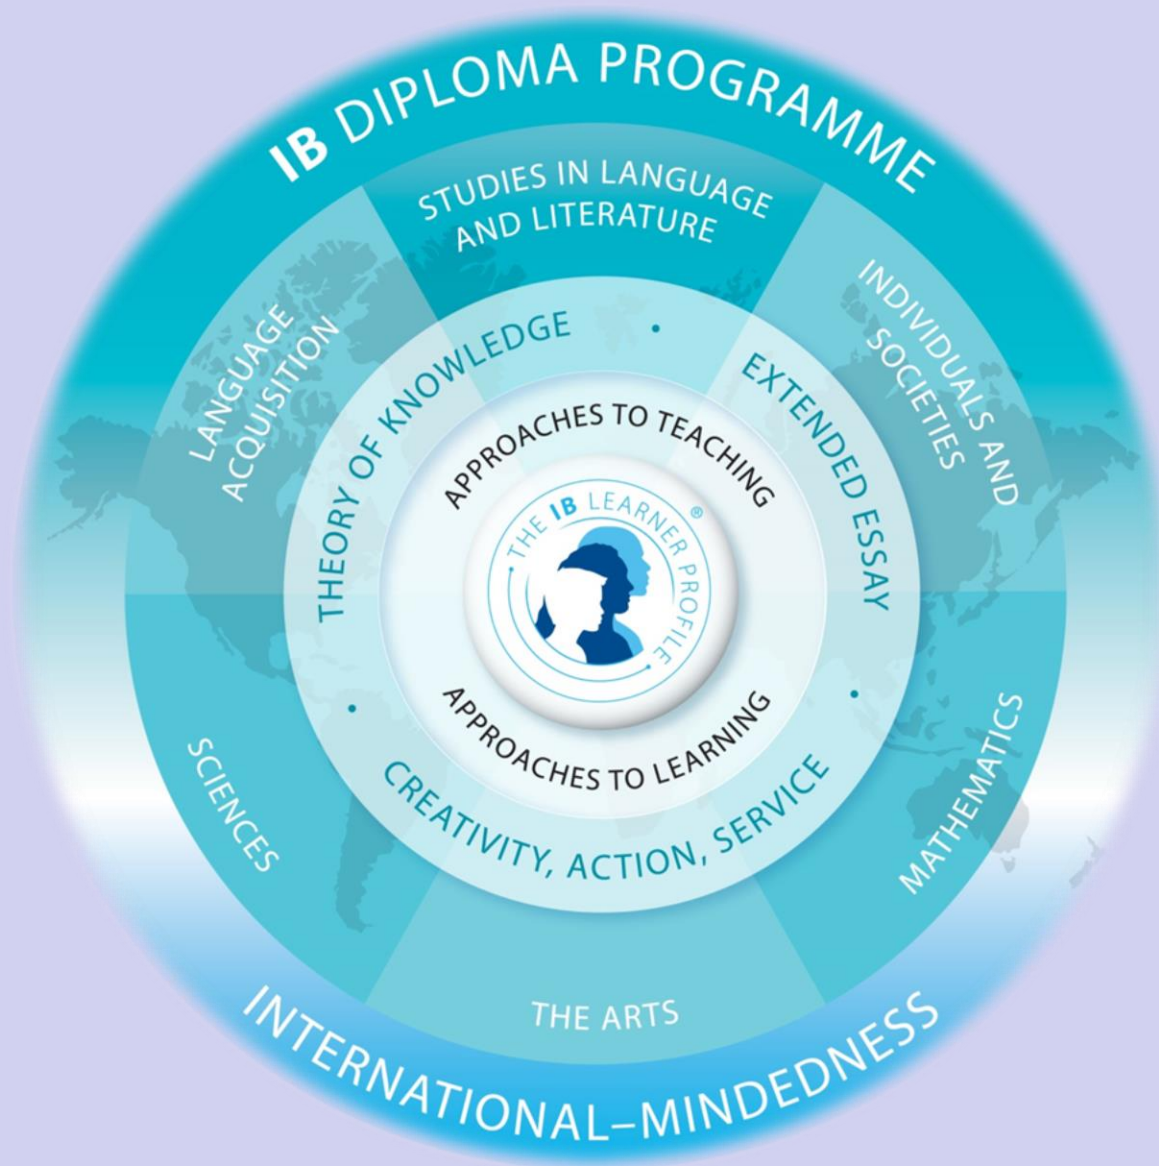 IB DIPLOMA PROGRAMME
STUDIES IN LANGUAGE
AND LITERATURE
LANGUAGE
ACQUISITION
INDIVIDUALS AND
SOCIETIES
THEORY OF KNOWLEDGE
•
EXTENDED ESSAY
•
APPROACHES TO TEACHING
THE IB LEARNER PROFILE
®
APPROACHES TO LEARNING
•
CREATIVITY, ACTION, SERVICE
SCIENCES
MATHEMATICS
THE ARTS
INTERNATIONAL–MINDEDNESS